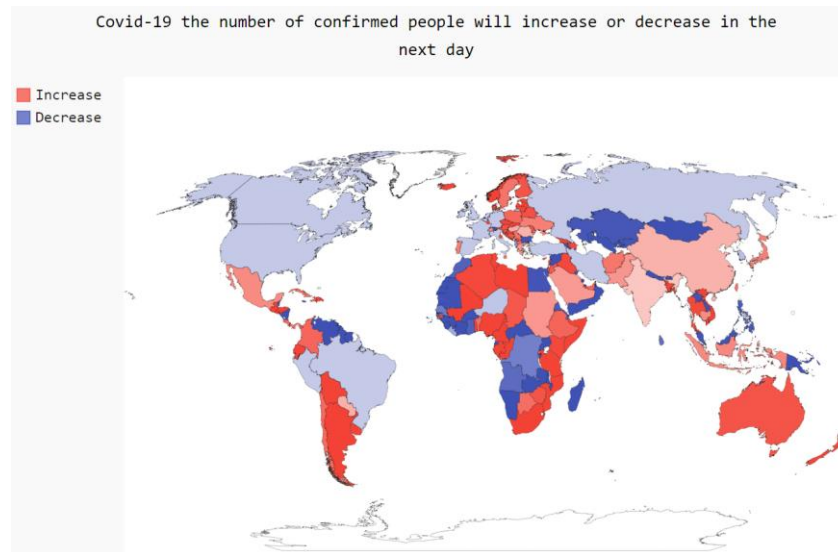 Covid-19 the number of confirmed people will increase or decrease in the
next day
Increase
Decrease